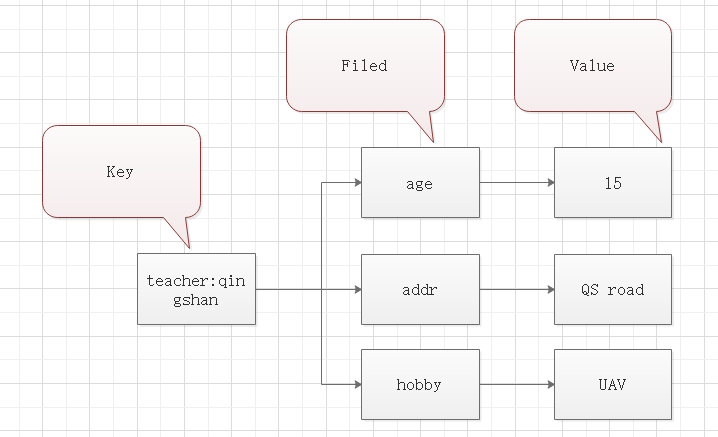 Filed
Value
Key
age
15
teacher:qin
gshan
addr
QS road
hobby
UAV